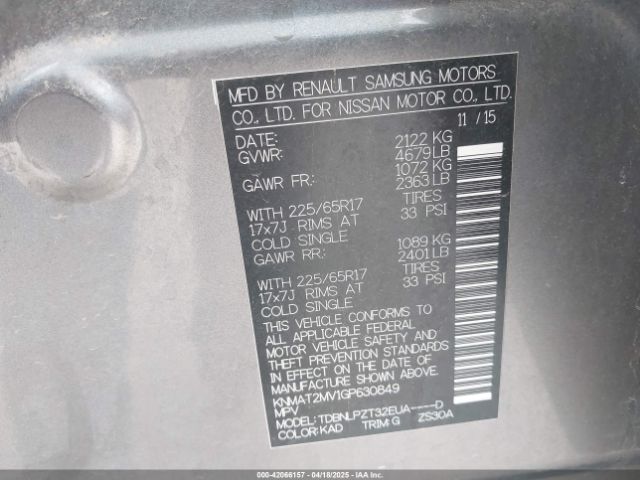 MFD BY RENAULT SAMSUNG MOTORS
CO., LTD. FOR NISSAN MOTOR CO., LTD.
DATE: 11 / 15
GVWR: 2122 KG
4679 LB
GAWR FR.: 1072 KG
2363 LB
WITH 225/65R17 TIRES
17x7J RIMS AT 33 PSI
COLD SINGLE
GAWR RR.: 1089 KG
2401 LB
WITH 225/65R17 TIRES
17x7J RIMS AT 33 PSI
COLD SINGLE
THIS VEHICLE CONFORMS TO
ALL APPLICABLE FEDERAL
MOTOR VEHICLE SAFETY AND
THEFT PREVENTION STANDARDS
IN EFFECT ON THE DATE OF
MANUFACTURE SHOWN ABOVE.
KNMAT2MV1GP630849
MPV
MODEL: TDBNLPZT32EUA----D
COLOR: KAD TRIM: G ZS30A
000-42066157 - 04/18/2025 - IAAI.COM